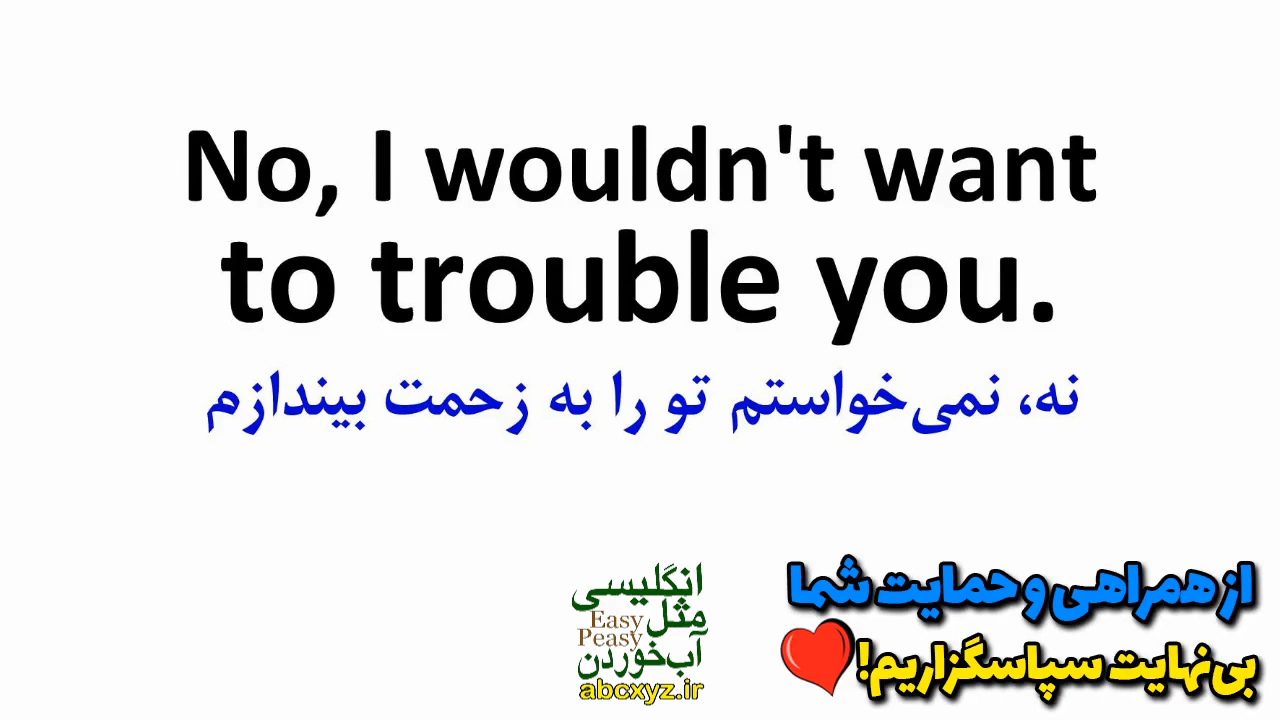 No, I wouldn't want
to trouble you.
نه، نمی‌خواستم تو را به زحمت بیندازم
انگلیسی
مثل
Easy
Peasy
آب‌خوردن
abcxyz.ir
از همراهی و حمایت شما
بی‌نهایت سپاسگزاریم!